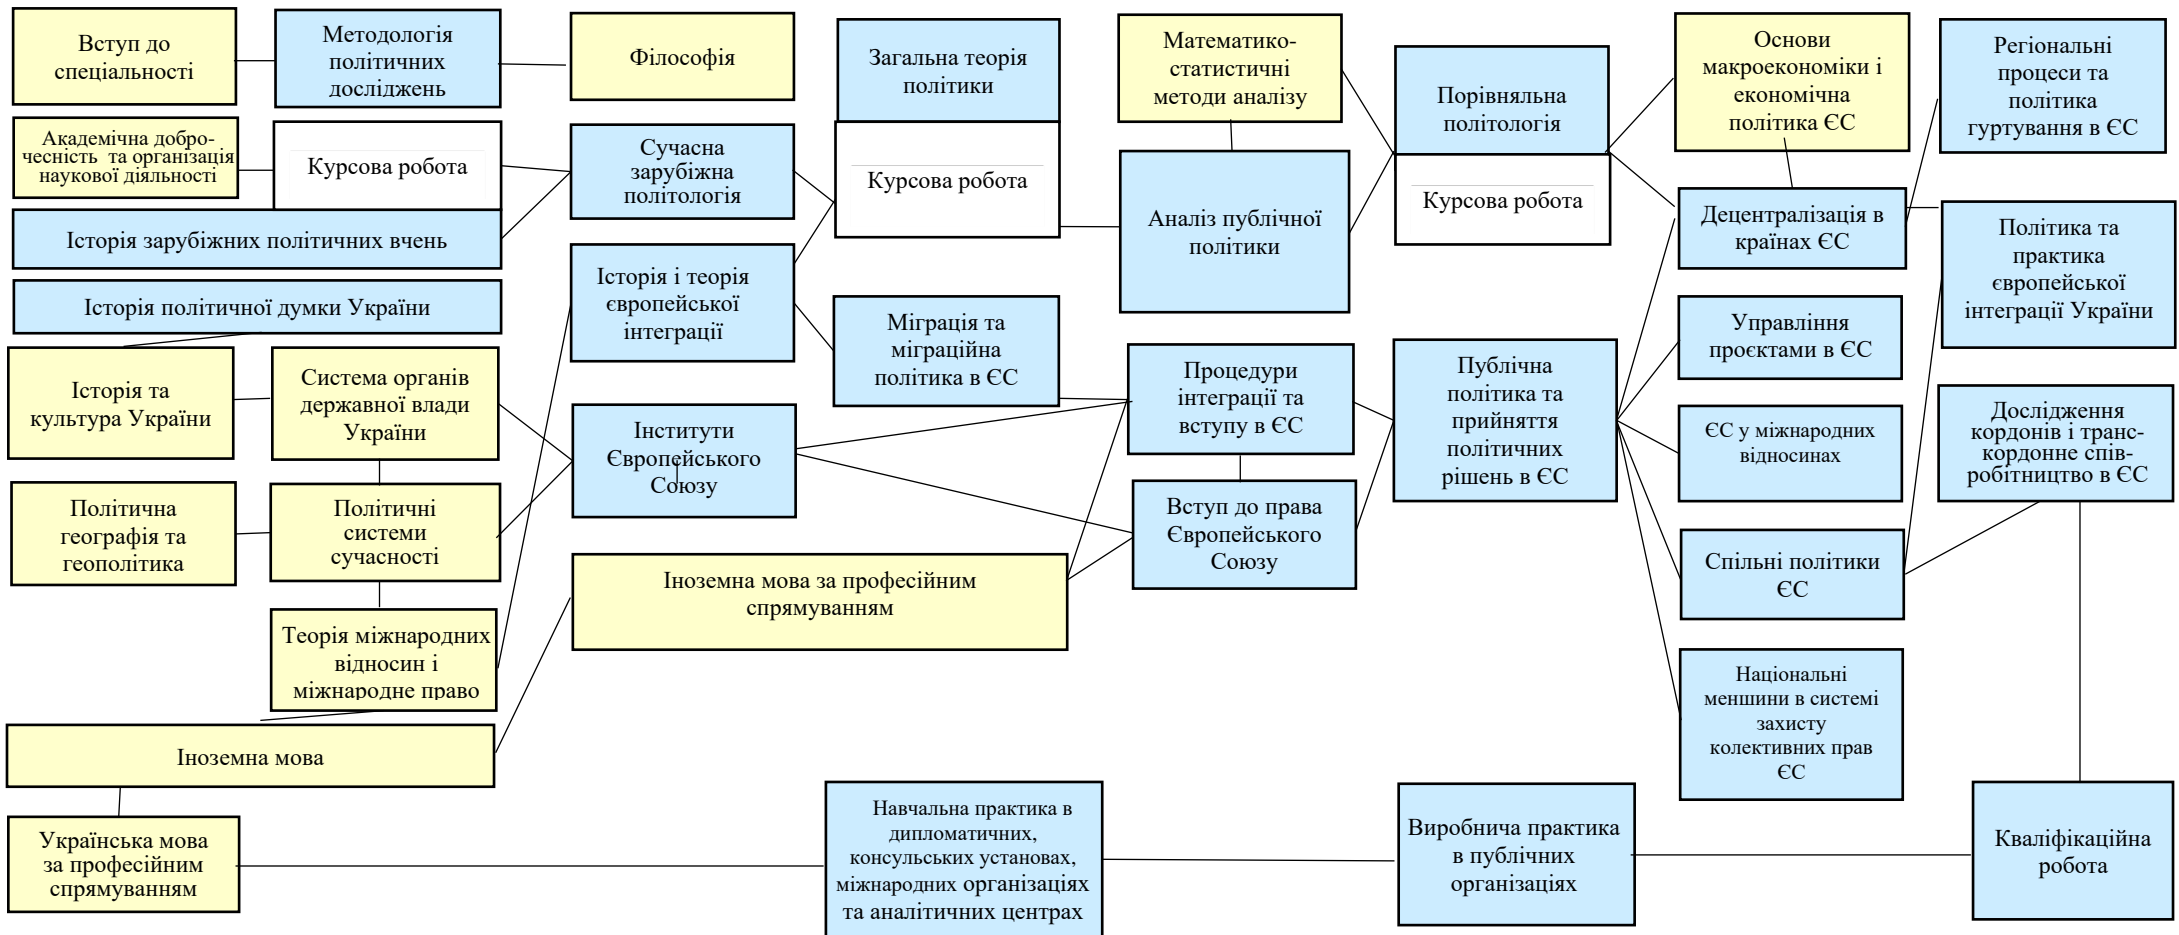 Вступ до
спеціальності
Методологія
політичних
досліджень
Філософія
Загальна теорія
політики
Математико-
статистичні
методи аналізу
Порівняльна
політологія
Основи
макроекономіки і
економічна
політика ЄС
Регіональні
процеси та
політика
гуртування в ЄС
Академічна добро-
чесність та організація
наукової діяльності
Курсова робота
Сучасна
зарубіжна
політологія
Курсова робота
Аналіз публічної
політики
Курсова робота
Децентралізація в
країнах ЄС
Політика та
практика
європейської
інтеграції України
Історія зарубіжних політичних вчень
Історія і теорія
європейської
інтеграції
Історія політичної думки України
Міграція та
міграційна
політика в ЄС
Управління
проєктами в ЄС
Історія та
культура України
Система органів
державної влади
України
Інститути
Європейського
Союзу
Процедури
інтеграції та
вступу в ЄС
Публічна
політика та
прийняття
політичних
рішень в ЄС
ЄС у міжнародних
відносинах
Дослідження
кордонів і транс-
кордонне спів-
робітництво в ЄС
Політична
географія та
геополітика
Політичні
системи
сучасності
Вступ до права
Європейського
Союзу
Спільні політики
ЄС
Іноземна мова за професійним
спрямуванням
Теорія міжнародних
відносин і
міжнародне право
Національні
меншини в системі
захисту
колективних прав
ЄС
Іноземна мова
Українська мова
за професійним
спрямуванням
Навчальна практика в
дипломатичних,
консульських установах,
міжнародних організаціях
та аналітичних центрах
Виробнича практика
в публічних
організаціях
Кваліфікаційна
робота